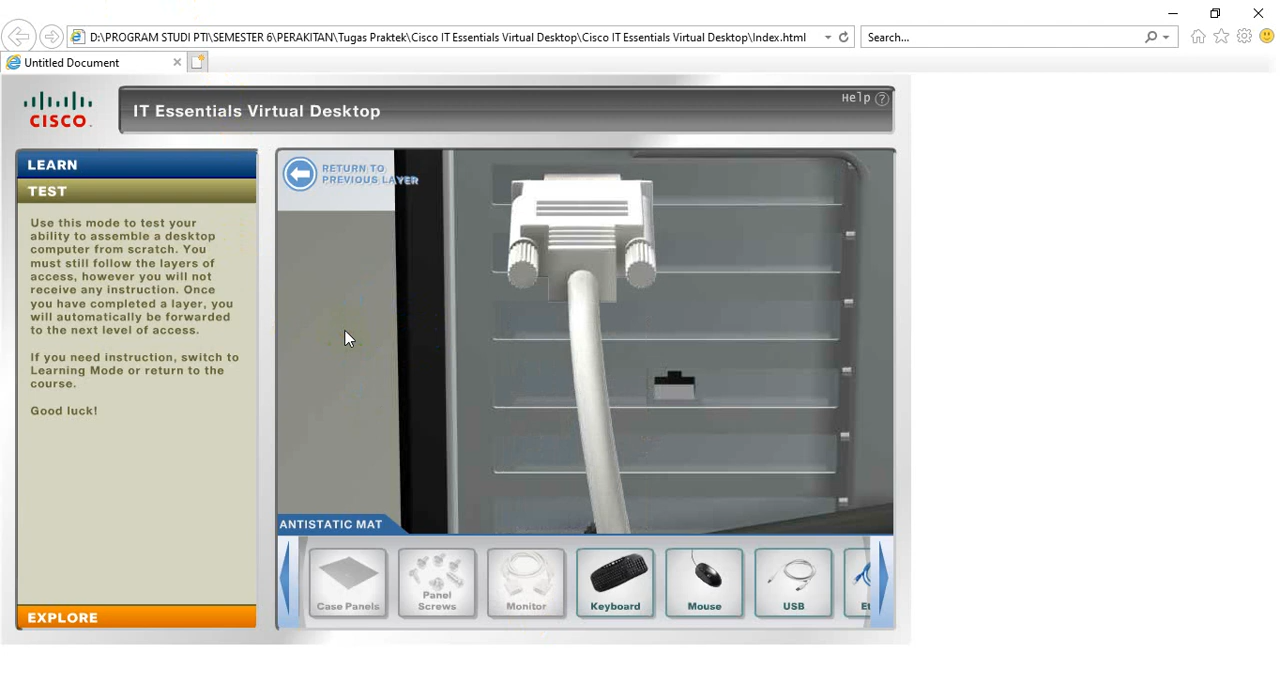 D:\PROGRAM STUDI PTI\SEMESTER 6\PERAKITAN\Tugas Praktek\Cisco IT Essentials Virtual Desktop\Cisco IT Essentials Virtual Desktop\Index.html
Search...
Untitled Document
CISCO
IT Essentials Virtual Desktop
Help ?
LEARN
TEST
Use this mode to test your
ability to assemble a desktop
computer from scratch. You
must still follow the layers of
access, however you will not
receive any instruction. Once
you have completed a layer, you
will automatically be forwarded
to the next level of access.
If you need instruction, switch to
Learning Mode or return to the
course.
Good luck!
EXPLORE
RETURN TO
PREVIOUS LAYER
ANTISTATIC MAT
Case Panels
Panel
Screws
Monitor
Keyboard
Mouse
USB